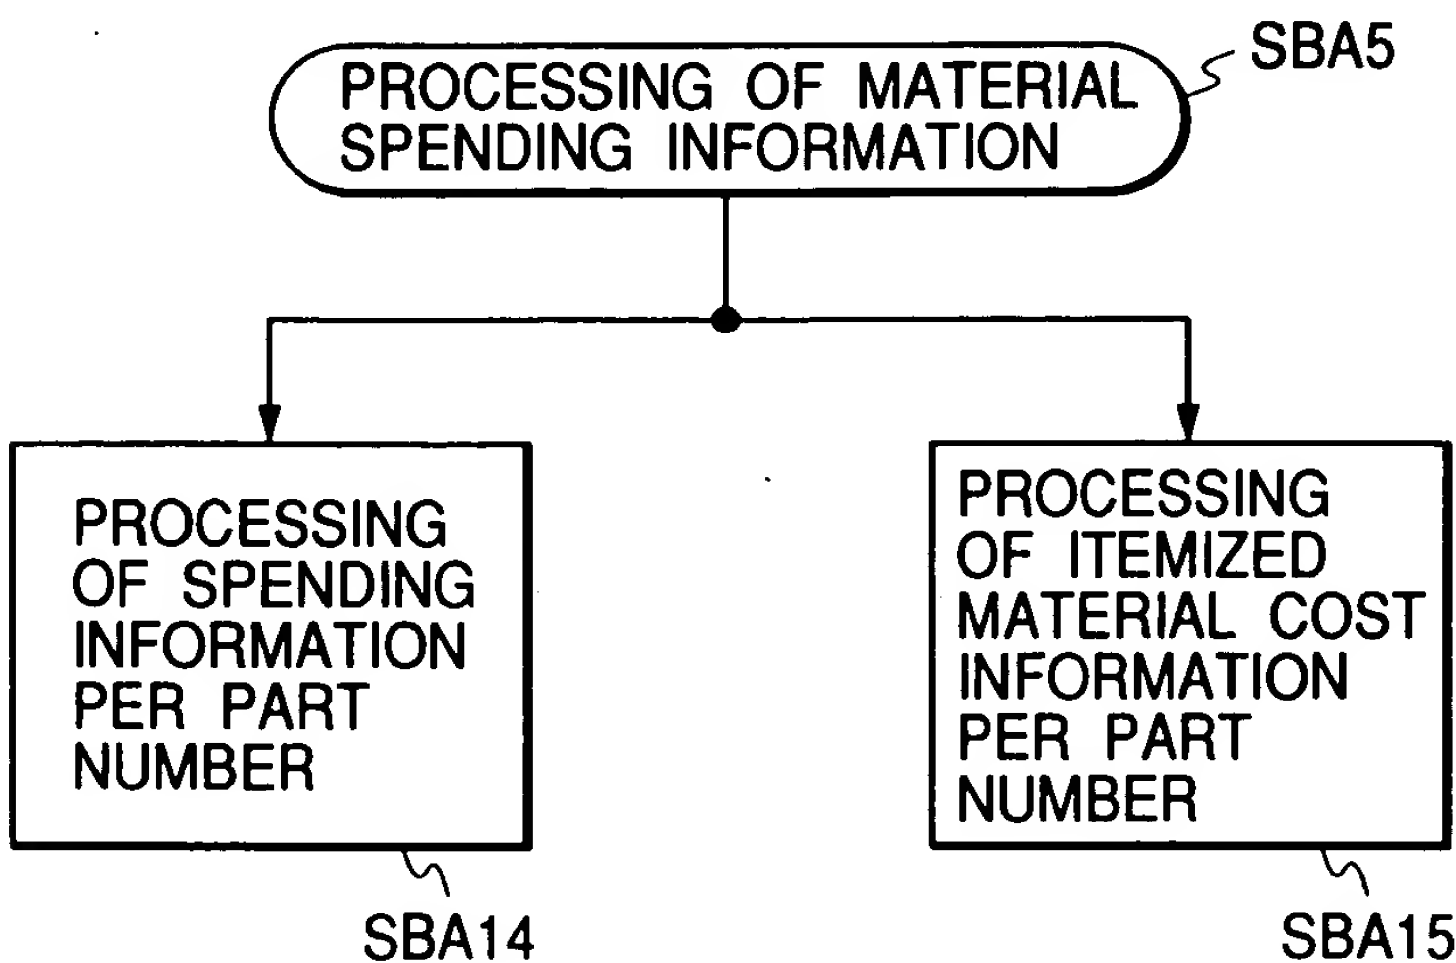 SBA5
PROCESSING OF MATERIAL
SPENDING INFORMATION
PROCESSING
OF SPENDING
INFORMATION
PER PART
NUMBER
PROCESSING
OF ITEMIZED
MATERIAL COST
INFORMATION
PER PART
NUMBER
SBA14
SBA15